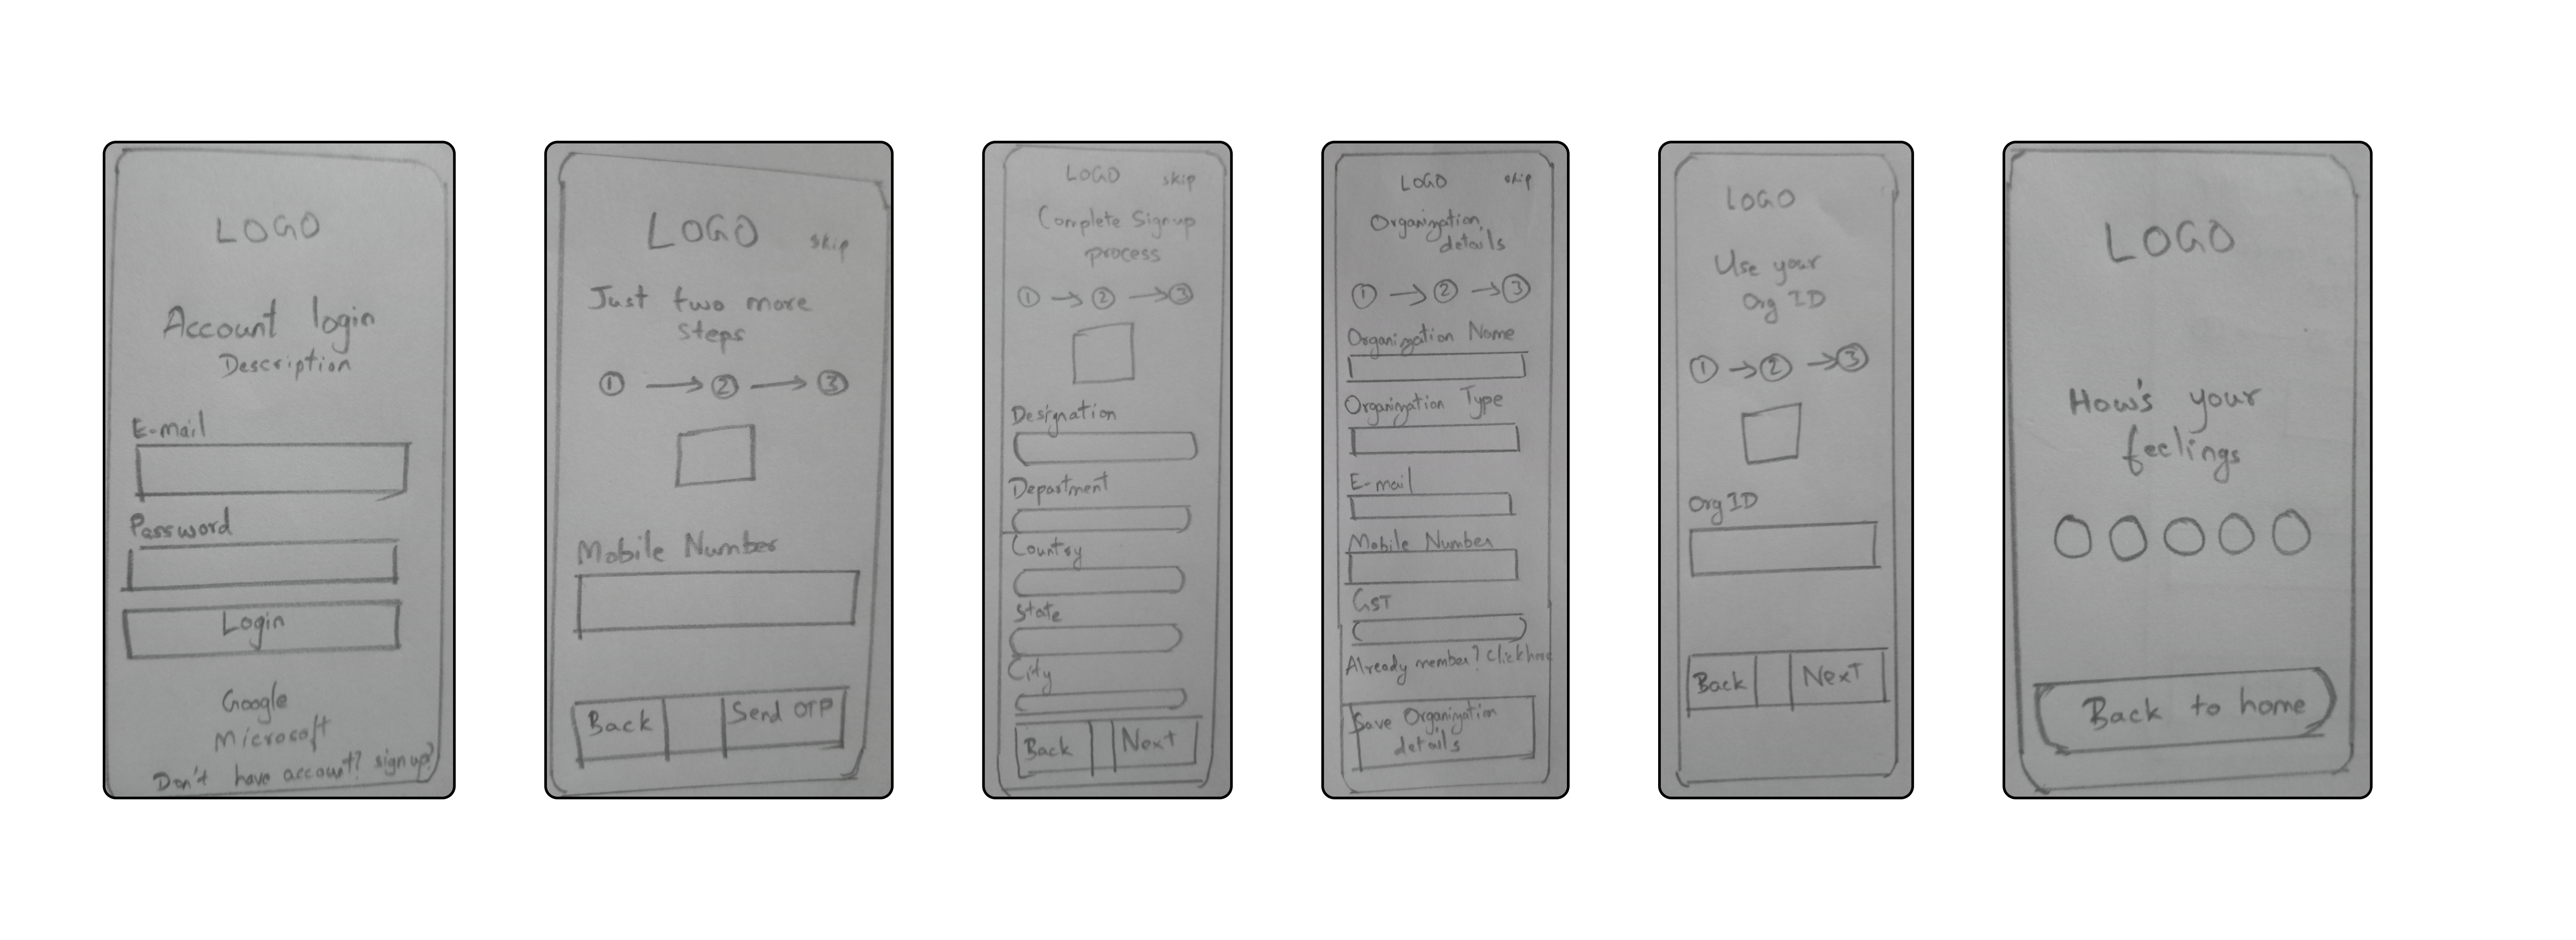 LOGO
Account login
Description
E-mail
Password
Login
Google
Microsoft
Don't have account? sign up?
LOGO
skip
Just two more
steps
1 → 2 → 3
Mobile Number
Back
Send OTP
LOGO
skip
Complete Signup
process
1 → 2 → 3
Designation
Department
Country
State
City
Back
Next
LOGO
skip
Organization
details
1 → 2 → 3
Organization Name
Organization Type
E-mail
Mobile Number
GST
Already member? Click here
Save Organization
details
LOGO
Use your
Org ID
1 → 2 → 3
Org ID
Back
Next
LOGO
How's your
feelings
Back to home